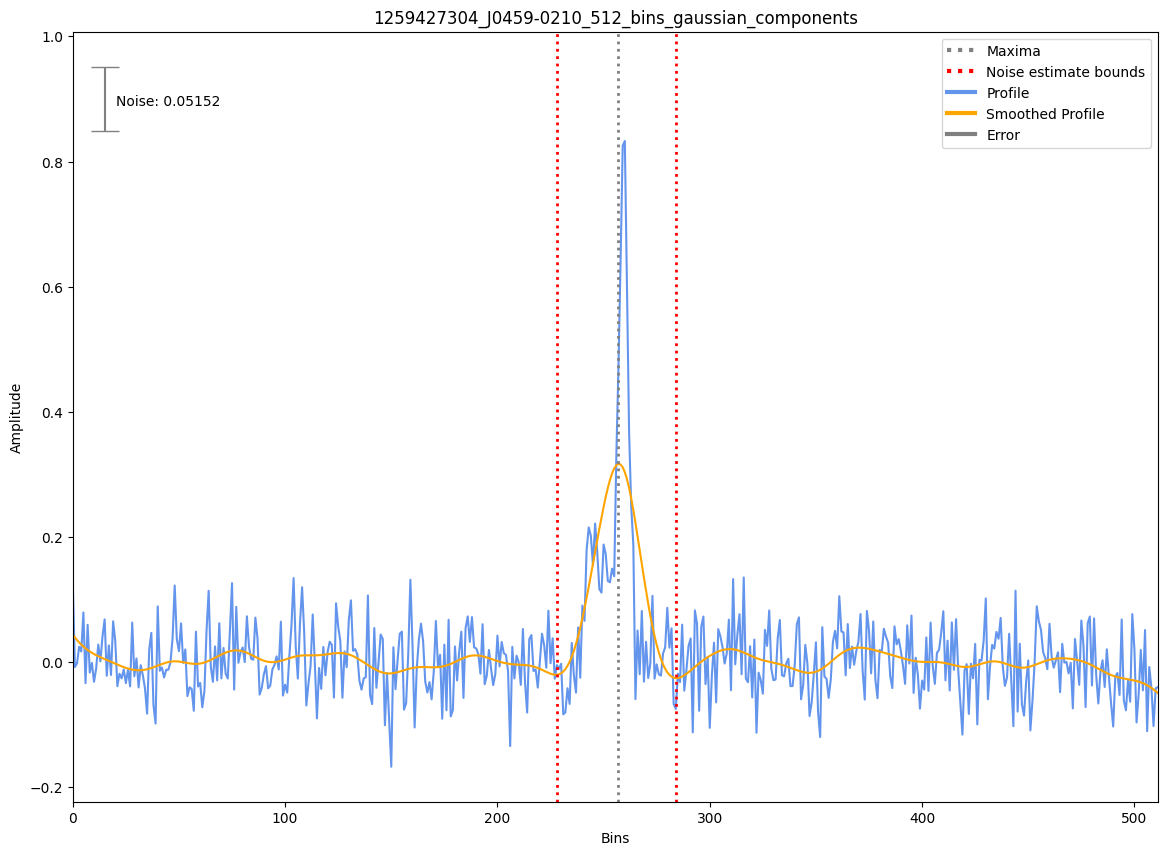 1259427304_J0459-0210_512_bins_gaussian_components
1.0
0.8
0.6
0.4
0.2
0.0
−0.2
Amplitude
Noise: 0.05152
Maxima
Noise estimate bounds
Profile
Smoothed Profile
Error
0
100
200
300
400
500
Bins